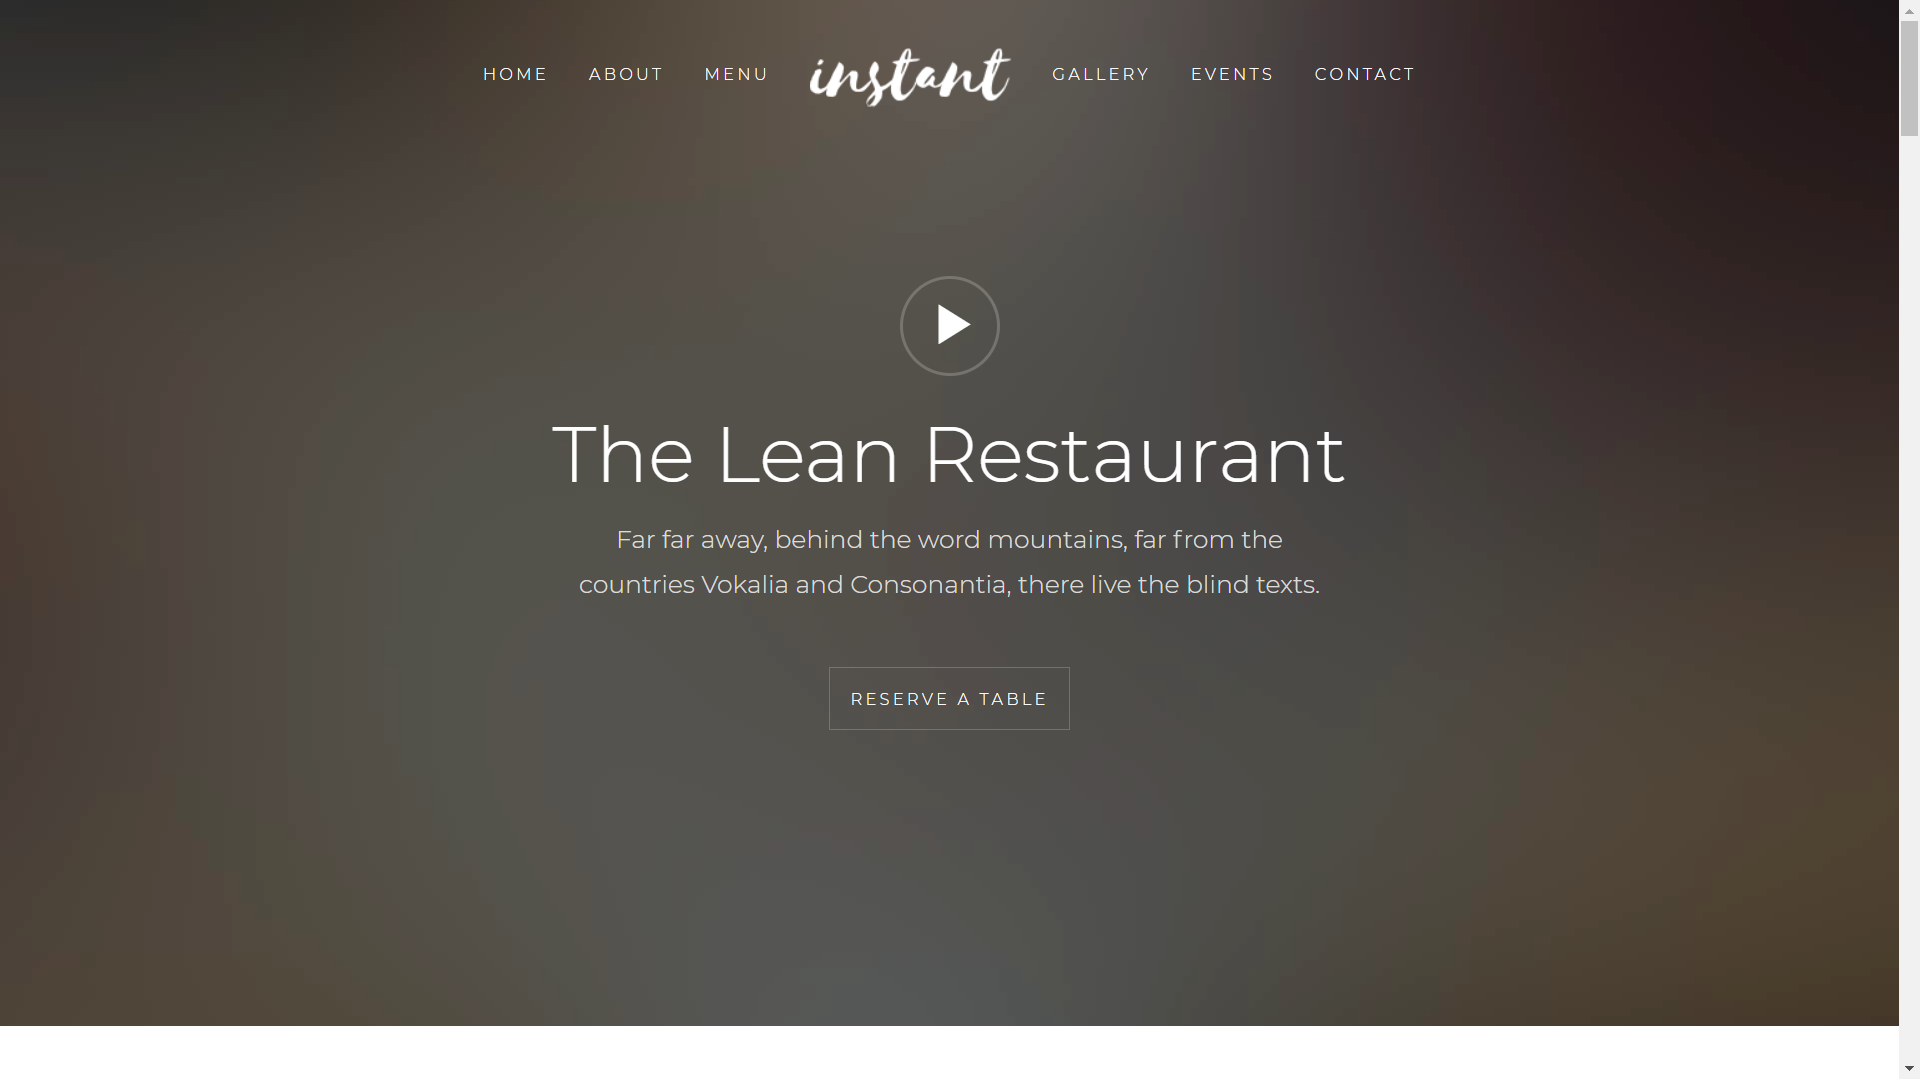 HOME ABOUT MENU instant GALLERY EVENTS CONTACT
The Lean Restaurant
Far far away, behind the word mountains, far from the
countries Vokalia and Consonantia, there live the blind texts.
RESERVE A TABLE